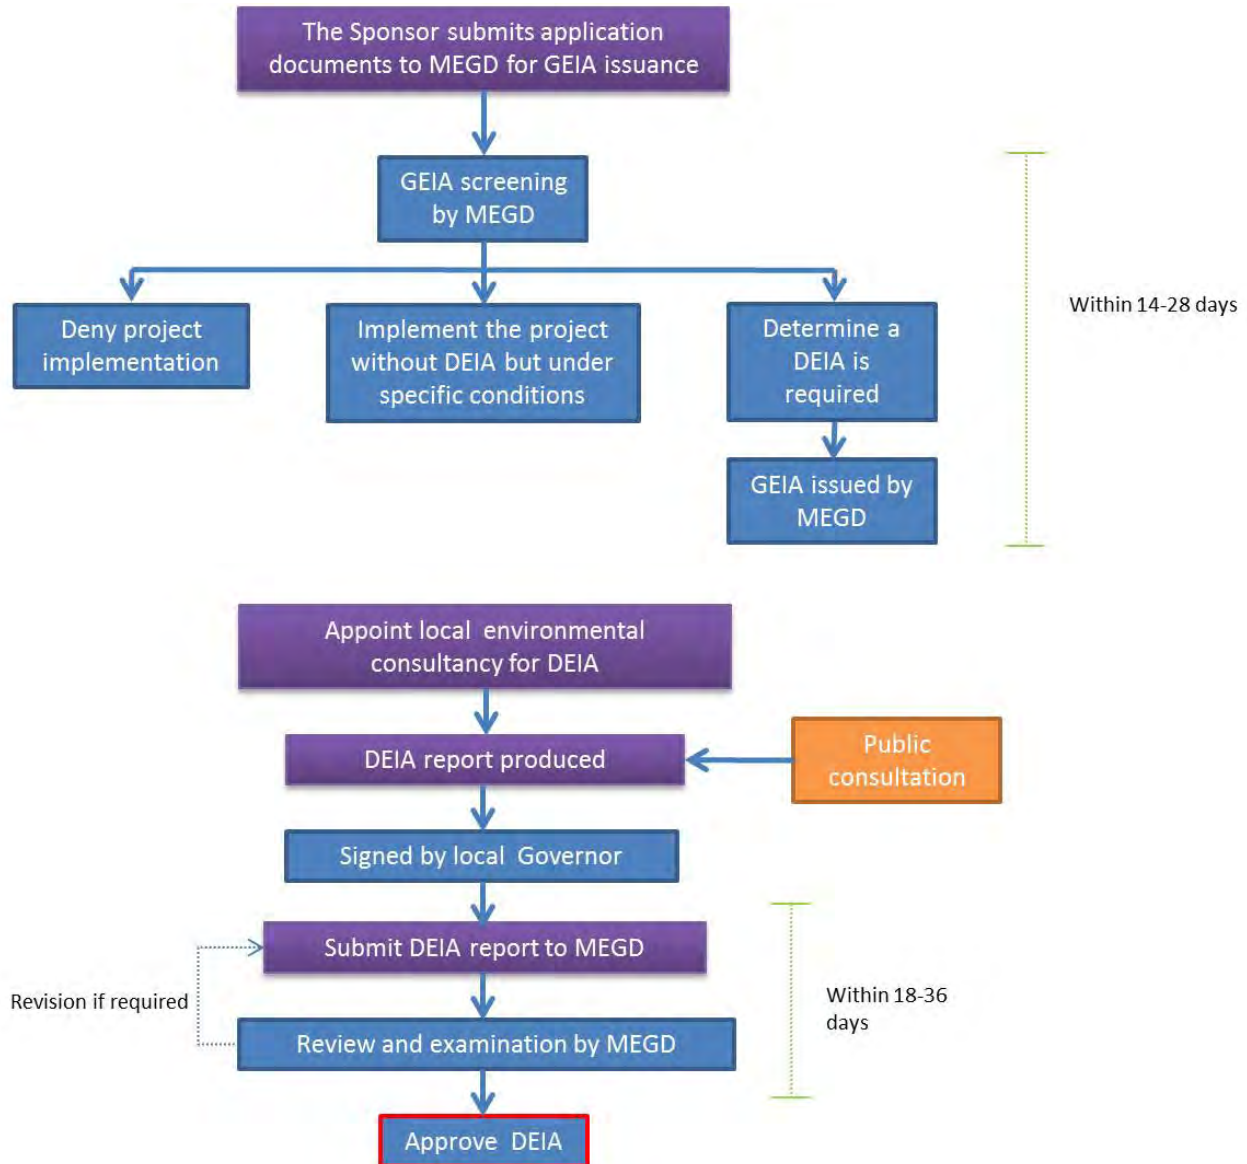 The Sponsor submits application
documents to MEGD for GEIA issuance
GEIA screening
by MEGD
Deny project
implementation
Implement the project
without DEIA but under
specific conditions
Determine a
DEIA is
required
Within 14-28 days
GEIA issued by
MEGD
Appoint local environmental
consultancy for DEIA
DEIA report produced
Public
consultation
Signed by local Governor
Submit DEIA report to MEGD
Revision if required
Within 18-36
days
Review and examination by MEGD
Approve DEIA